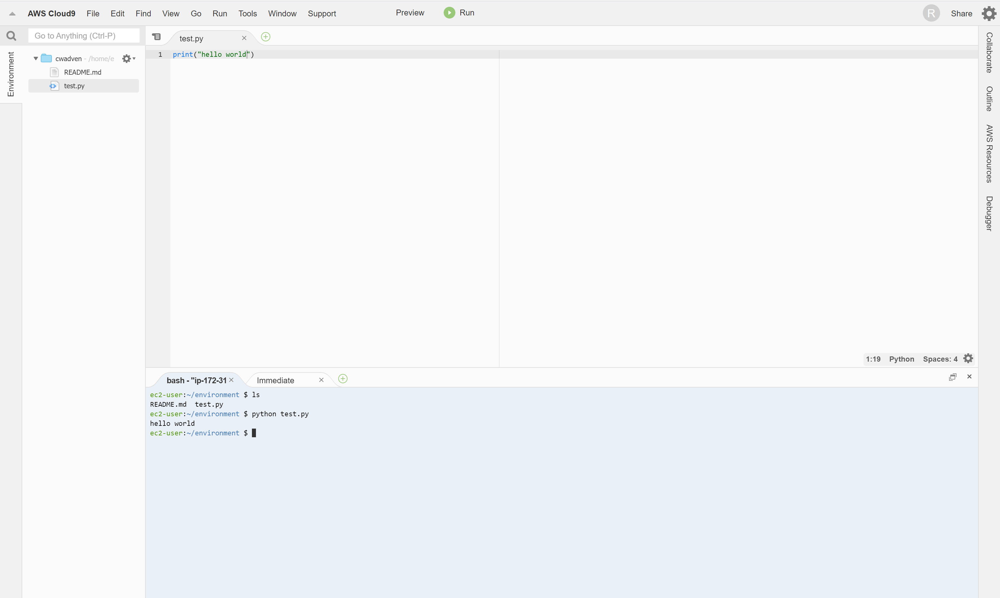 AWS Cloud9 File Edit Find View Go Run Tools Window Support Preview Run R Share
Go to Anything (Ctrl-P)
Environment
cwadven - /home/e
README.md
test.py
test.py
1 print("hello world")
1:19 Python Spaces: 4
Collaborate
Outline
AWS Resources
Debugger
bash - "ip-172-31 Immediate
ec2-user:~/environment $ ls
README.md test.py
ec2-user:~/environment $ python test.py
hello world
ec2-user:~/environment $